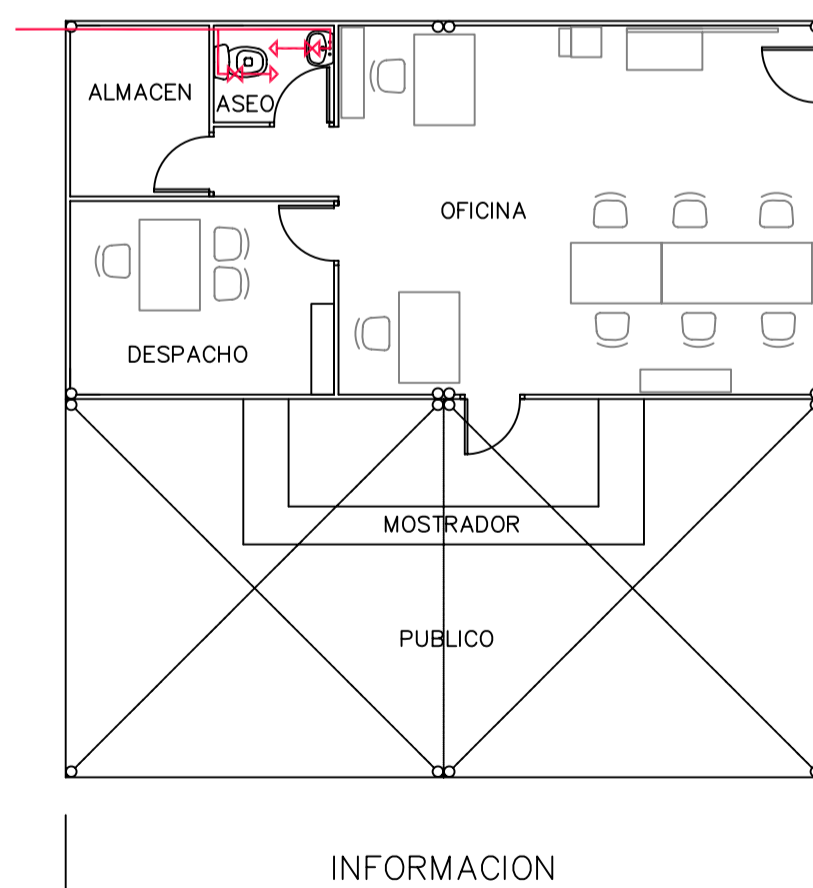 ALMACEN
ASEO
OFICINA
DESPACHO
MOSTRADOR
PUBLICO
INFORMACION